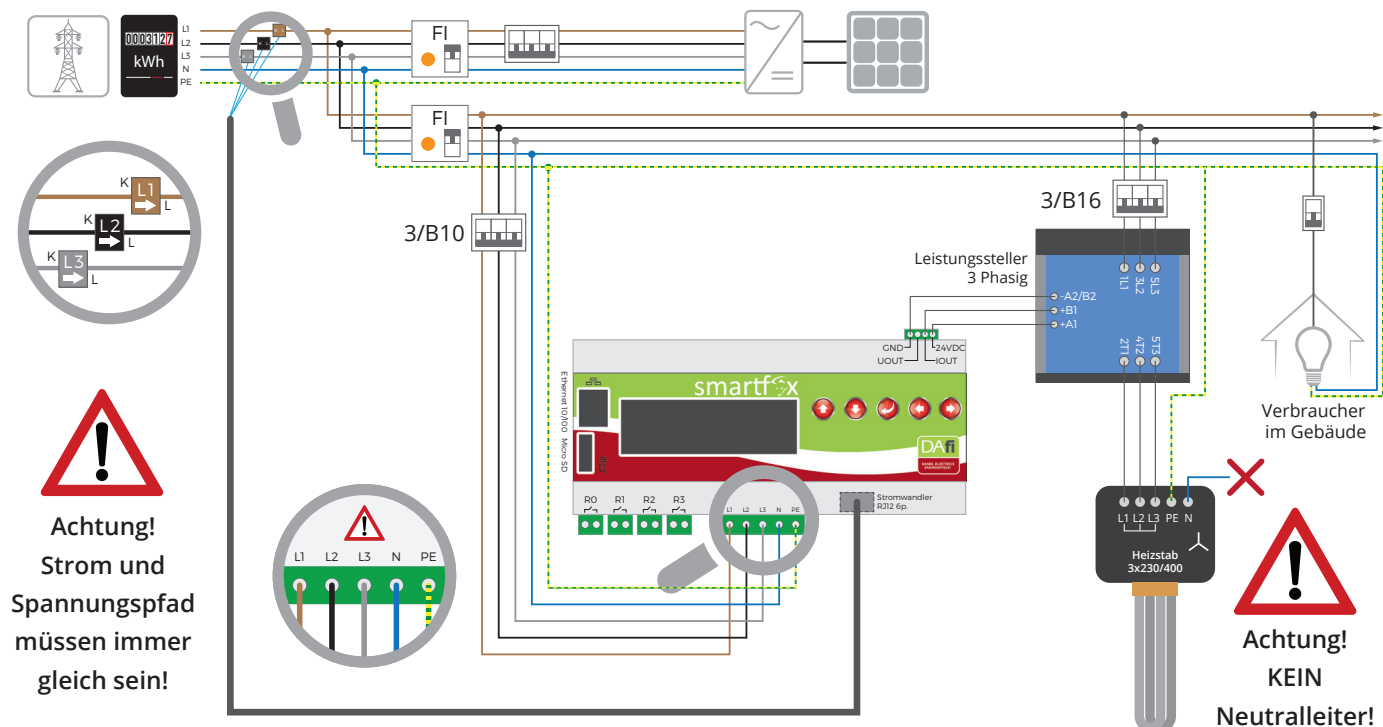 0003127
kWh
L1
L2
L3
N
PE
FI
FI
K
L1
L
K
L2
L
K
L3
L
3/B10
3/B16
Leistungssteller
3 Phasig
1L1
3L2
5L3
-A2/B2
+B1
+A1
2T1
4T2
5T3
GND
24VDC
UOUT
IOUT
Ethernet 10/100
Micro SD
smartfox
DAfi
R0
R1
R2
R3
L1
L2
L3
N
PE
Stromwandler
RJ12 6p.
Verbraucher
im Gebäude
L1
L2
L3
PE
N
Heizstab
3x230/400
L1
L2
L3
N
PE
Achtung!
Strom und
Spannungspfad
müssen immer
gleich sein!
Achtung!
KEIN
Neutralleiter!